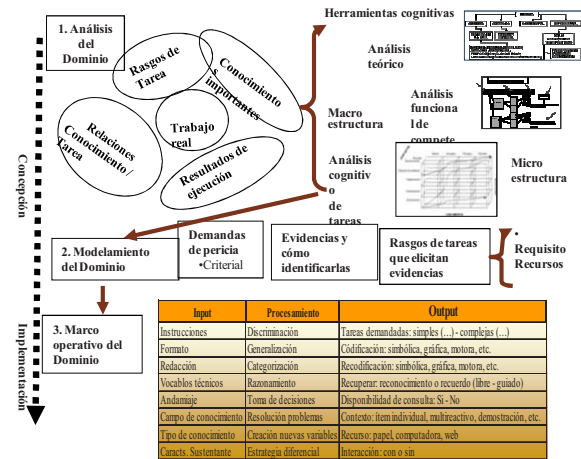 Herramientas cognitivas
1. Análisis
del
Dominio
Rasgos de
Tarea
Conocimiento
s
importantes
Análisis
teórico
Análisis
funciona
l de
compete
Macro
estructura
Trabajo
real
Relaciones
Conocimiento /
Tarea
Resultados de
ejecución
Análisis
cognitiv
o
de
tareas
Micro
estructura
Concepción
2. Modelamiento
del Dominio
Demandas
de pericia
•Criterial
Evidencias y
cómo
identificarlas
Rasgos de tareas
que elicitan
evidencias
•
Requisito
Recursos
Implementación
3. Marco
operativo del
Dominio
Input Procesamiento Output
Instrucciones Discriminación Tareas demandadas: simples (…) - complejas (…)
Formato Generalización Códificación: simbólica, gráfica, motora, etc.
Redacción Categorización Recodificación: simbólica, gráfica, motora, etc.
Vocablos técnicos Razonamiento Recuperar: reconocimiento o recuerdo (libre - guiado)
Andamiaje Toma de decisiones Disponibilidad de consulta: Si - No
Campo de conocimiento Resolución problemas Contexto: ítem individual, multireactivo, demostración, etc.
Tipo de conocimiento Creación nuevas variables Recurso: papel, computadora, web
Caracts. Sustentante Estrategia diferencial Interacción: con o sin